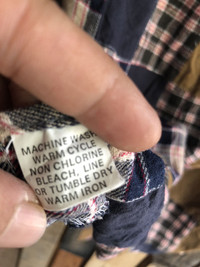 MACHINE WASH
WARM CYCLE
NON CHLORINE
BLEACH, LINE
OR TUMBLE DRY
WARM IRON